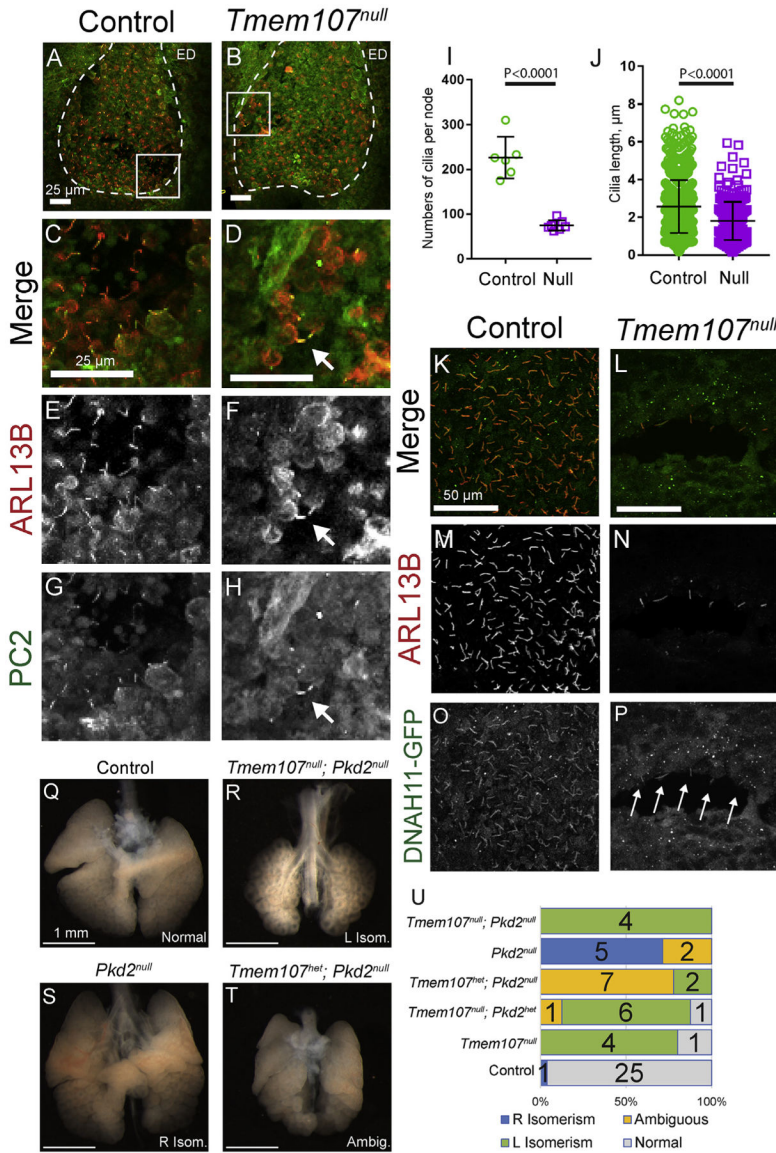 Control
Tmem107null
A
ED
B
ED
25 µm
C
D
Merge
25 µm
E
F
ARL13B
G
H
PC2
I
P<0.0001
Numbers of cilia per node
400
300
200
100
0
Control
Null
J
P<0.0001
Cilia length, µm
10
8
6
4
2
0
Control
Null
Control
Tmem107null
K
L
Merge
50 µm
M
N
ARL13B
O
P
DNAH11-GFP
Control
Tmem107null; Pkd2null
Q
1 mm
Normal
R
L Isom.
Pkd2null
Tmem107het; Pkd2null
S
R Isom.
T
Ambig.
U
Tmem107null; Pkd2null
4
Pkd2null
5
2
Tmem107het; Pkd2null
7
2
Tmem107null; Pkd2het
1
6
1
Tmem107null
4
1
Control
1
25
0%
50%
100%
R Isomerism
Ambiguous
L Isomerism
Normal